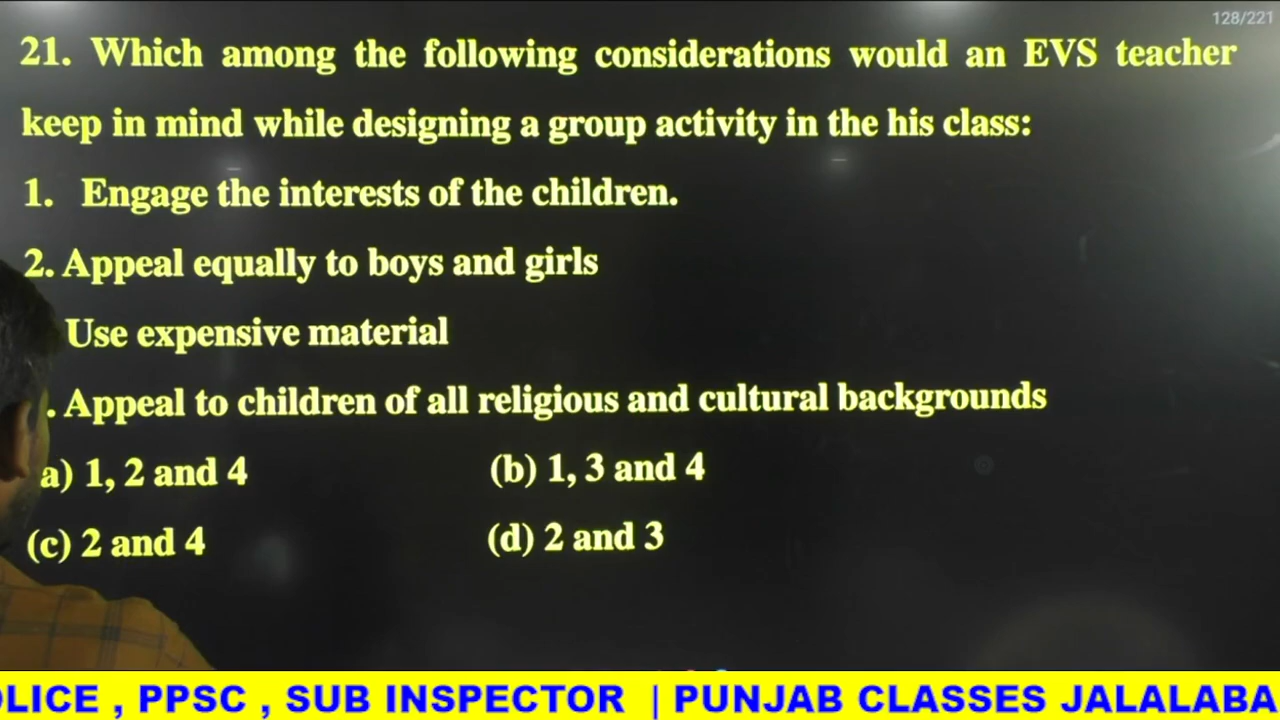 128/221
21. Which among the following considerations would an EVS teacher
keep in mind while designing a group activity in the his class:
1. Engage the interests of the children.
2. Appeal equally to boys and girls
Use expensive material
. Appeal to children of all religious and cultural backgrounds
a) 1, 2 and 4 (b) 1, 3 and 4
(c) 2 and 4 (d) 2 and 3
OLICE , PPSC , SUB INSPECTOR | PUNJAB CLASSES JALALABA